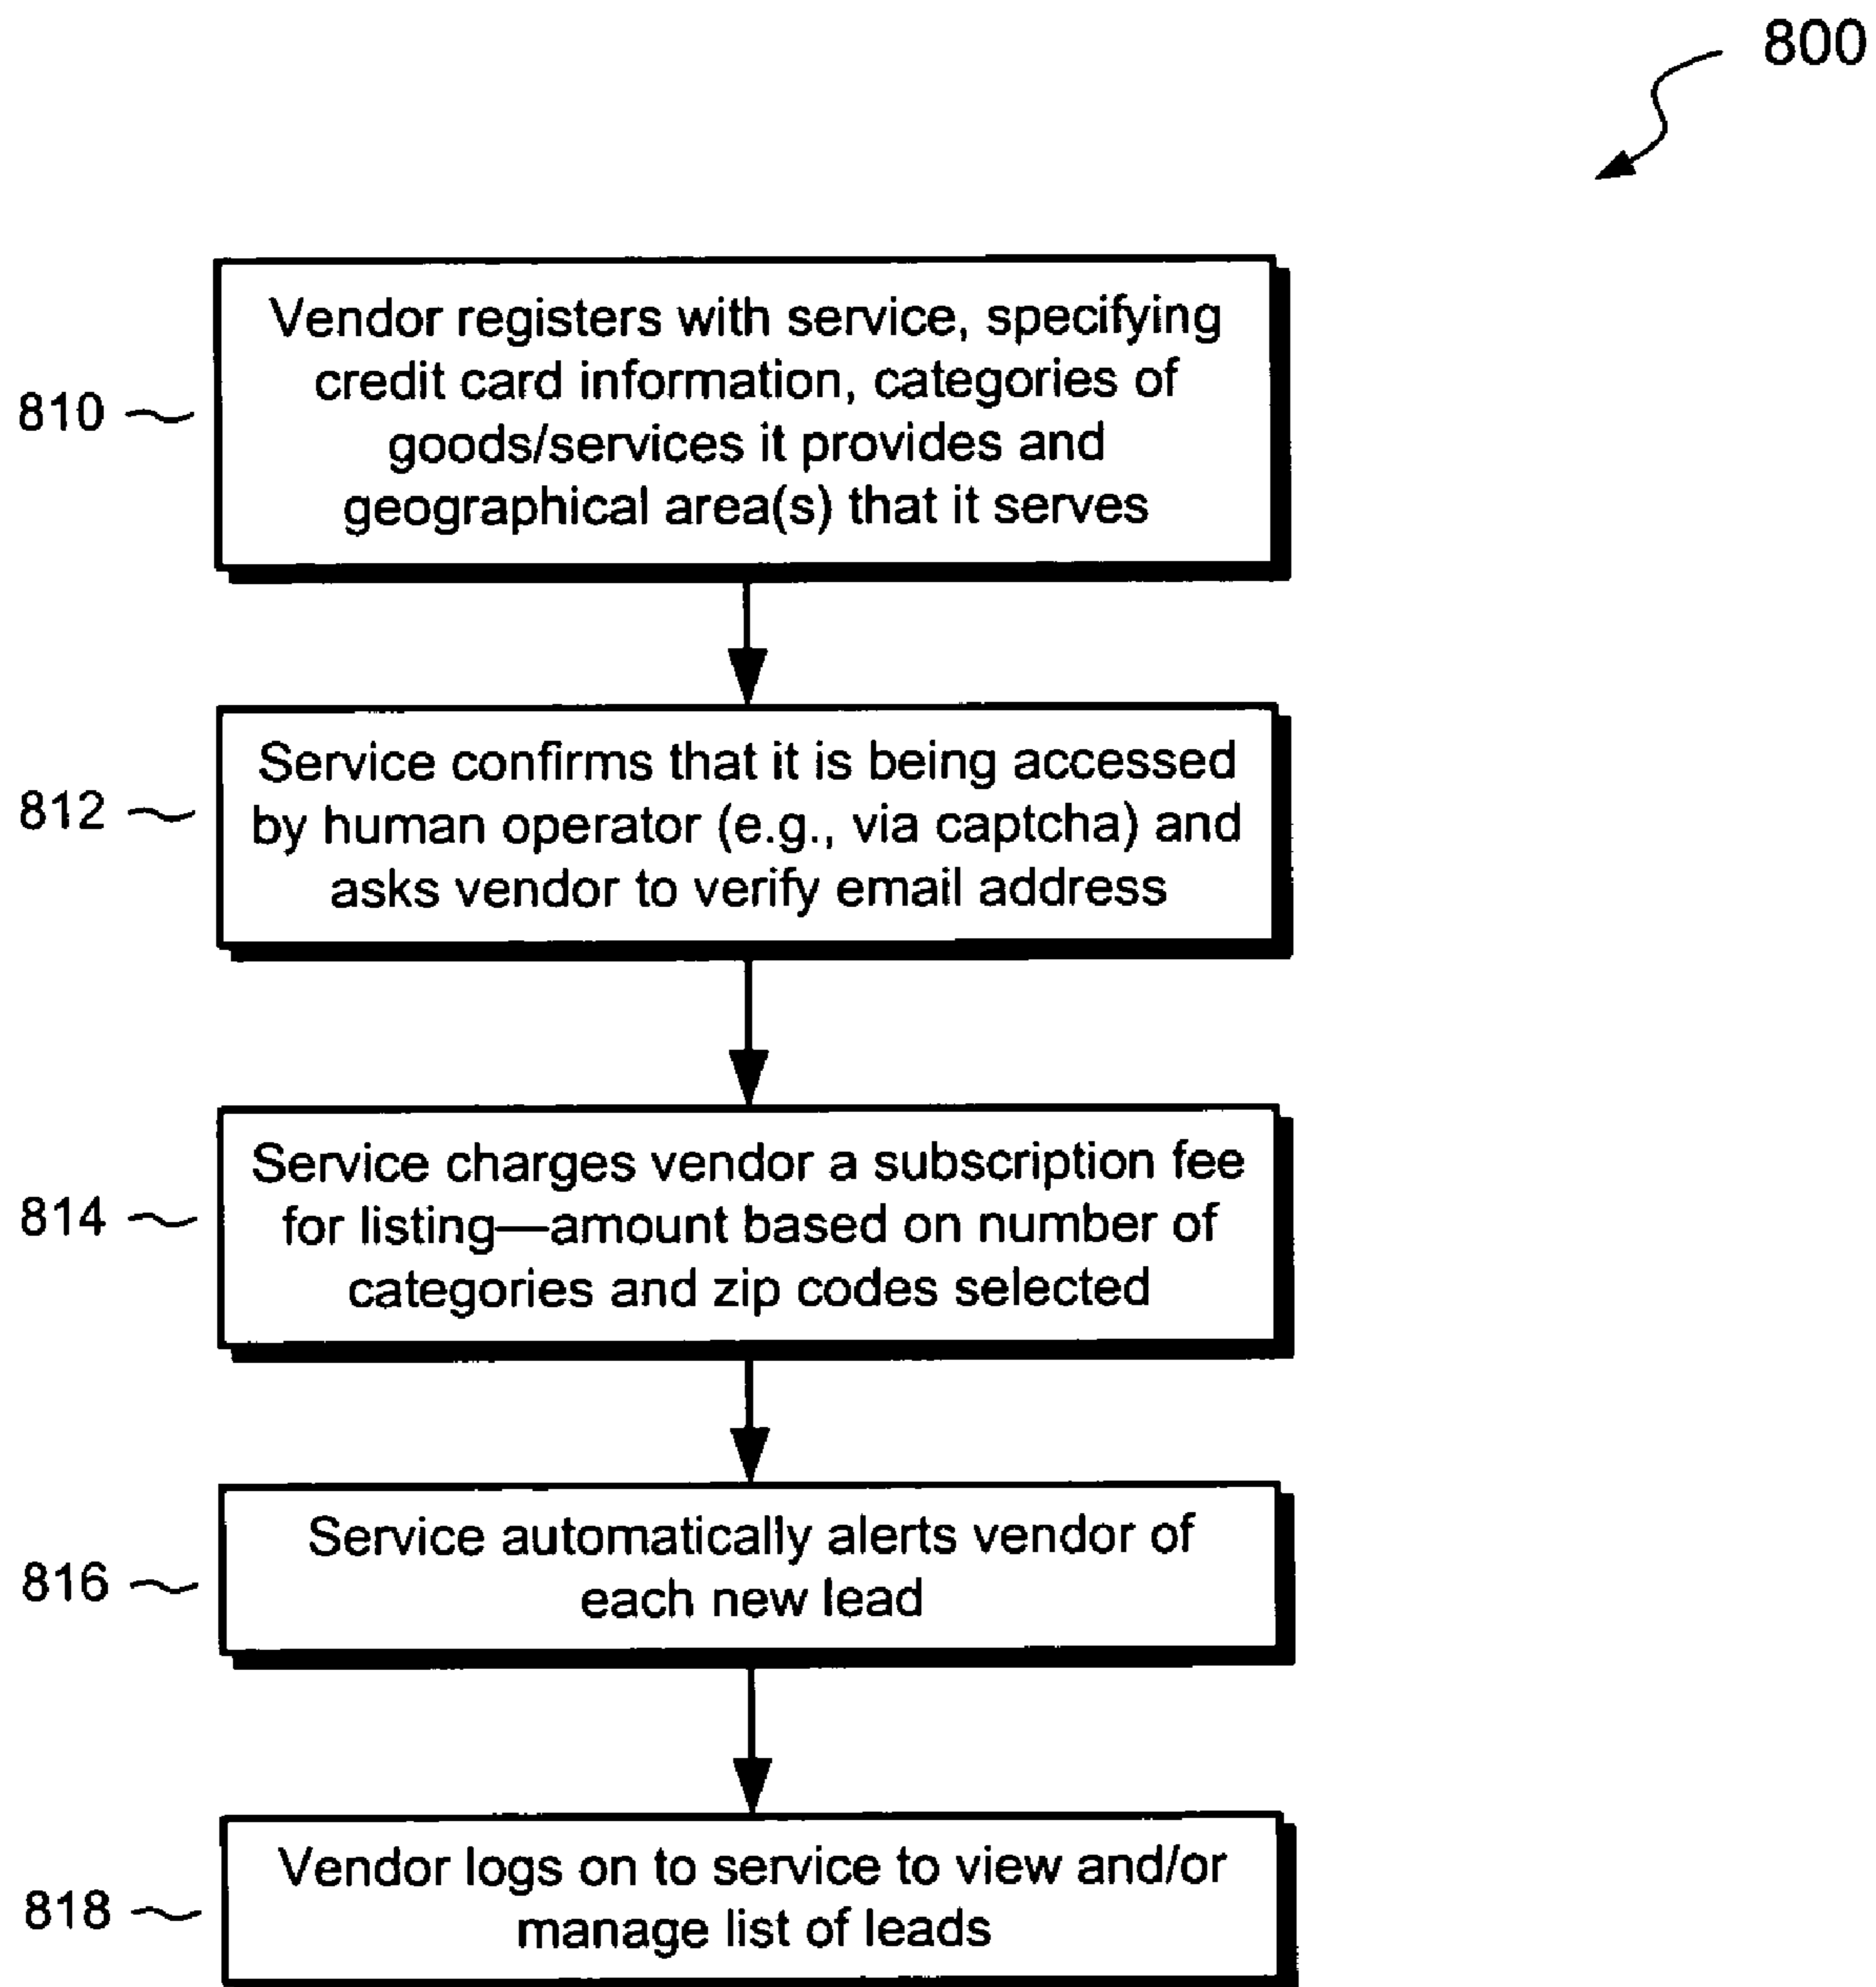 800
Vendor registers with service, specifying
credit card information, categories of
goods/services it provides and
geographical area(s) that it serves
810
Service confirms that it is being accessed
by human operator (e.g., via captcha) and
asks vendor to verify email address
812
Service charges vendor a subscription fee
for listing—amount based on number of
categories and zip codes selected
814
Service automatically alerts vendor of
each new lead
816
Vendor logs on to service to view and/or
manage list of leads
818